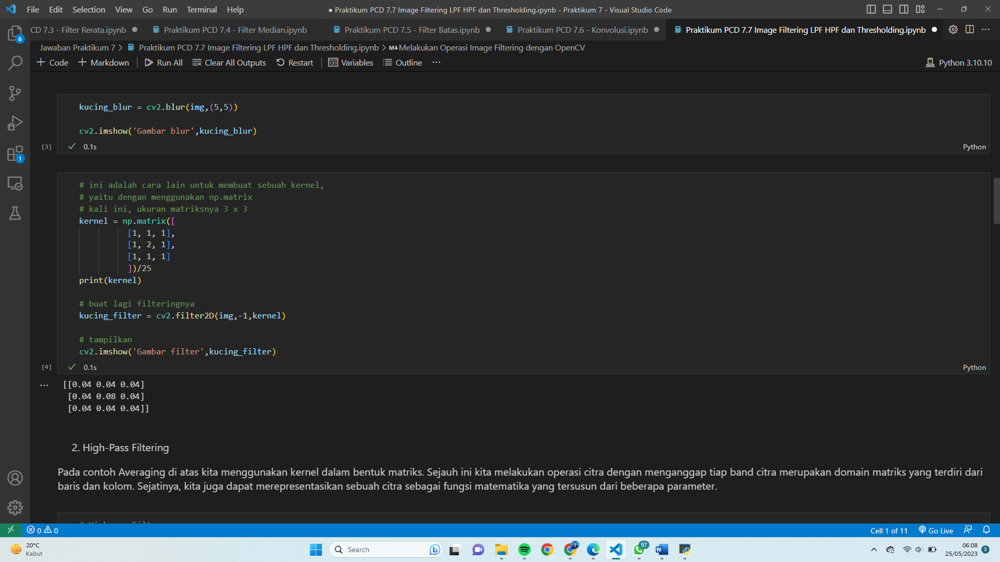 File Edit Selection View Go Run Terminal Help
● Praktikum PCD 7.7 Image Filtering LPF HPF dan Thresholding.ipynb - Praktikum 7 - Visual Studio Code
6
CD 7.3 - Filter Rerata.ipynb ● Praktikum PCD 7.4 - Filter Median.ipynb Praktikum PCD 7.5 - Filter Batas.ipynb ● Praktikum PCD 7.6 - Konvolusi.ipynb ● Praktikum PCD 7.7 Image Filtering LPF HPF dan Thresholding.ipynb ●
Jawaban Praktikum 7 > Praktikum PCD 7.7 Image Filtering LPF HPF dan Thresholding.ipynb > M↓Melakukan Operasi Image Filtering dengan OpenCV
+ Code + Markdown Run All Clear All Outputs Restart Variables Outline ··· Python 3.10.10
kucing_blur = cv2.blur(img,(5,5))
cv2.imshow('Gambar blur',kucing_blur)
[3] ✓ 0.1s Python
1
# ini adalah cara lain untuk membuat sebuah kernel,
# yaitu dengan menggunakan np.matrix
# kali ini, ukuran matriksnya 3 x 3
kernel = np.matrix([
[1, 1, 1],
[1, 2, 1],
[1, 1, 1]
])/25
print(kernel)
# buat lagi filteringnya
kucing_filter = cv2.filter2D(img,-1,kernel)
# tampilkan
cv2.imshow('Gambar filter',kucing_filter)
[4] ✓ 0.1s Python
··· [[0.04 0.04 0.04]
[0.04 0.08 0.04]
[0.04 0.04 0.04]]
2. High-Pass Filtering
Pada contoh Averaging di atas kita menggunakan kernel dalam bentuk matriks. Sejauh ini kita melakukan operasi citra dengan menganggap tiap band citra merupakan domain matriks yang terdiri dari
baris dan kolom. Sejatinya, kita juga dapat merepresentasikan sebuah citra sebagai fungsi matematika yang tersusun dari beberapa parameter.
0 0 Cell 1 of 11 Go Live
20°C
Kabut
Search
97
06:08
25/05/2023
3